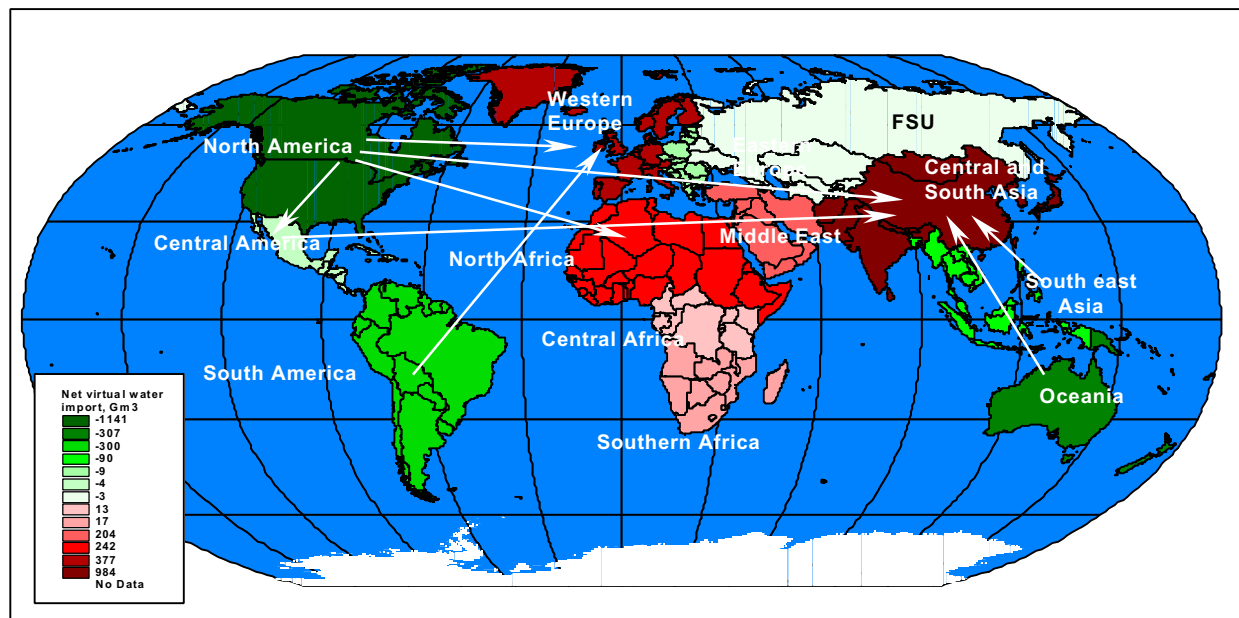 Western
Europe
FSU
North America
Eastern
Europe
Central and
South Asia
Central America
Middle East
North Africa
South east
Asia
Central Africa
South America
Oceania
Southern Africa
Net virtual water
import, Gm3
-1141
-307
-300
-90
-9
-4
-3
13
17
204
242
377
984
No Data